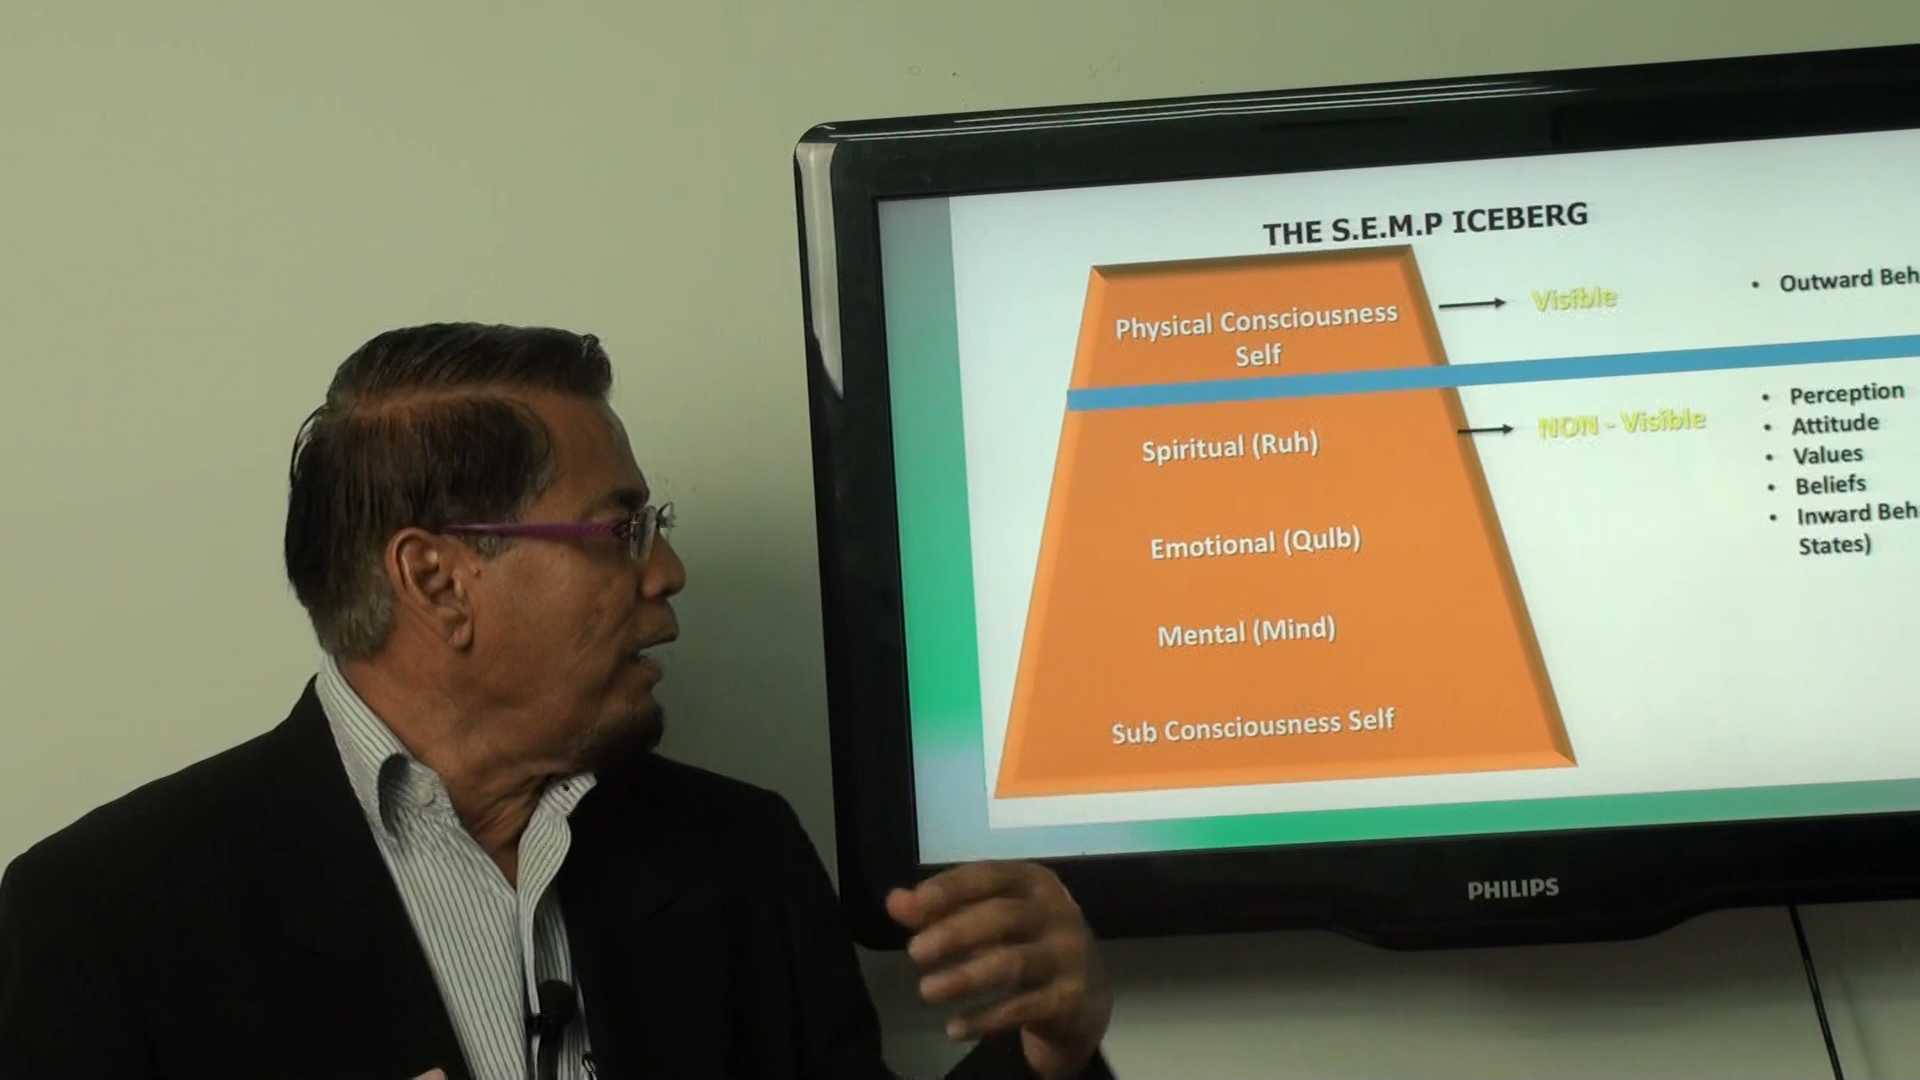 THE S.E.M.P ICEBERG
Physical Consciousness
Self
Visible
• Outward Beh
Spiritual (Ruh)
NON - Visible
• Perception
• Attitude
• Values
• Beliefs
• Inward Beh
States)
Emotional (Qulb)
Mental (Mind)
Sub Consciousness Self
PHILIPS